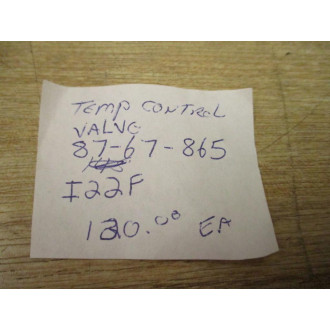 TEMP CONTROL
VALVE
87-67-865
I22F
120.00 EA